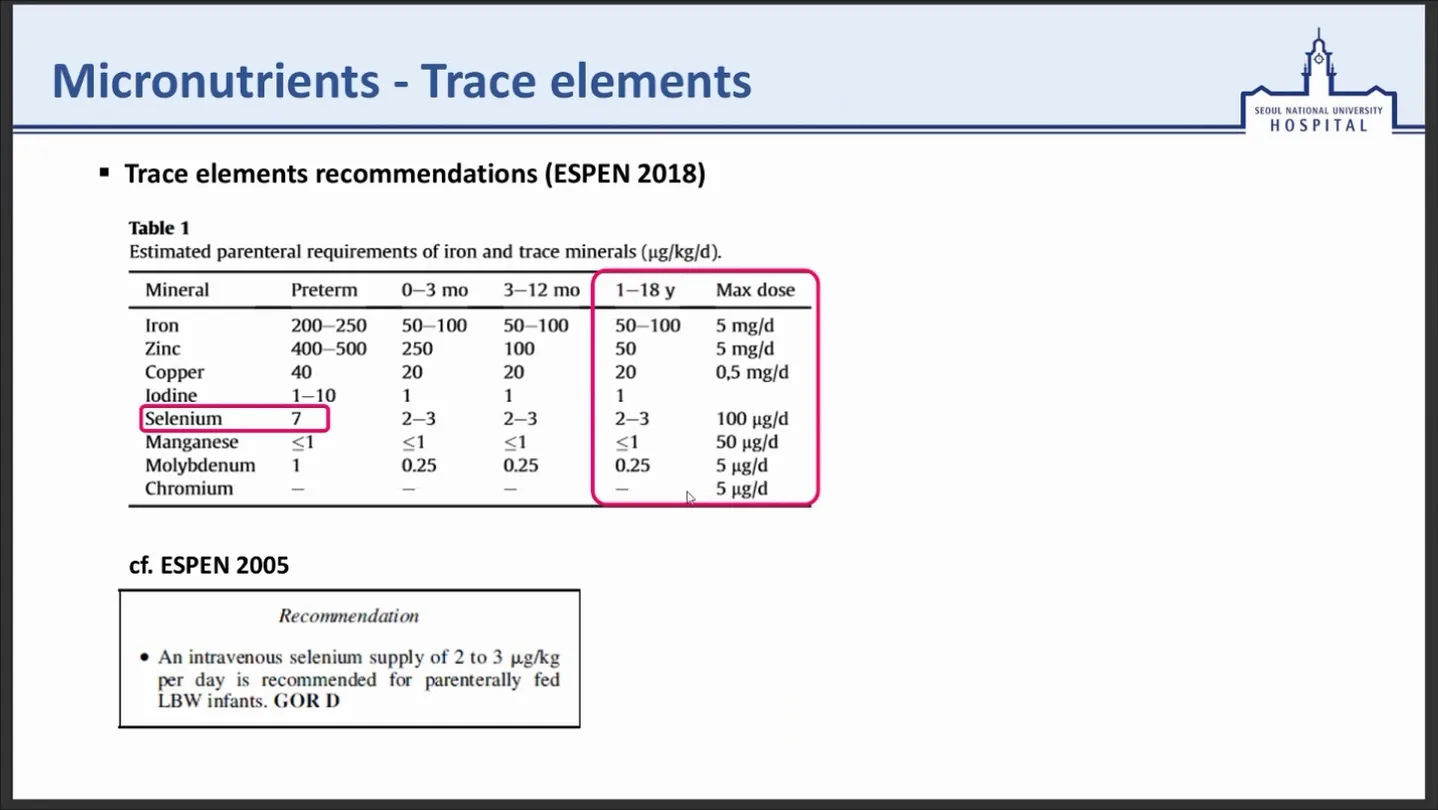 Micronutrients - Trace elements
SEOUL NATIONAL UNIVERSITY
HOSPITAL
▪ Trace elements recommendations (ESPEN 2018)
Table 1
Estimated parenteral requirements of iron and trace minerals (μg/kg/d).
Mineral Preterm 0–3 mo 3–12 mo 1–18 y Max dose
Iron 200–250 50–100 50–100 50–100 5 mg/d
Zinc 400–500 250 100 50 5 mg/d
Copper 40 20 20 20 0,5 mg/d
Iodine 1–10 1 1 1
Selenium 7 2–3 2–3 2–3 100 μg/d
Manganese ≤1 ≤1 ≤1 ≤1 50 μg/d
Molybdenum 1 0.25 0.25 0.25 5 μg/d
Chromium – – – – 5 μg/d
cf. ESPEN 2005
Recommendation
• An intravenous selenium supply of 2 to 3 μg/kg
per day is recommended for parenterally fed
LBW infants. GOR D